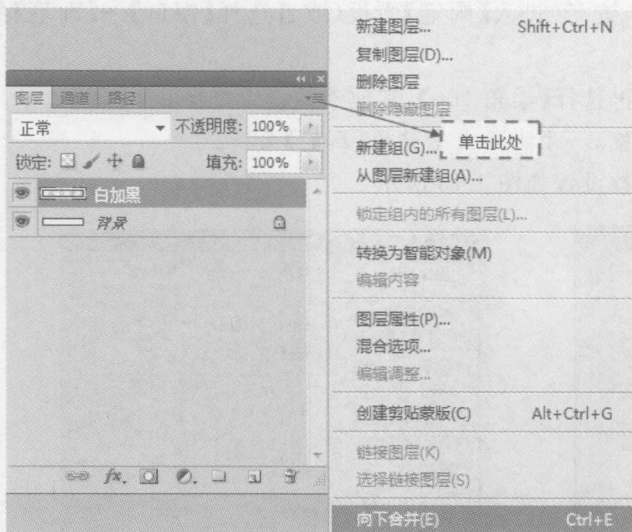 图层 通道 路径
正常 不透明度: 100%
锁定: 填充: 100%
白加黑
背景
fx.
新建图层... Shift+Ctrl+N
复制图层(D)...
删除图层
删除隐藏图层
新建组(G)...
单击此处
从图层新建组(A)...
锁定组内的所有图层(L)...
转换为智能对象(M)
编辑内容
图层属性(P)...
混合选项...
编辑调整...
创建剪贴蒙版(C) Alt+Ctrl+G
链接图层(K)
选择链接图层(S)
向下合并(E) Ctrl+E